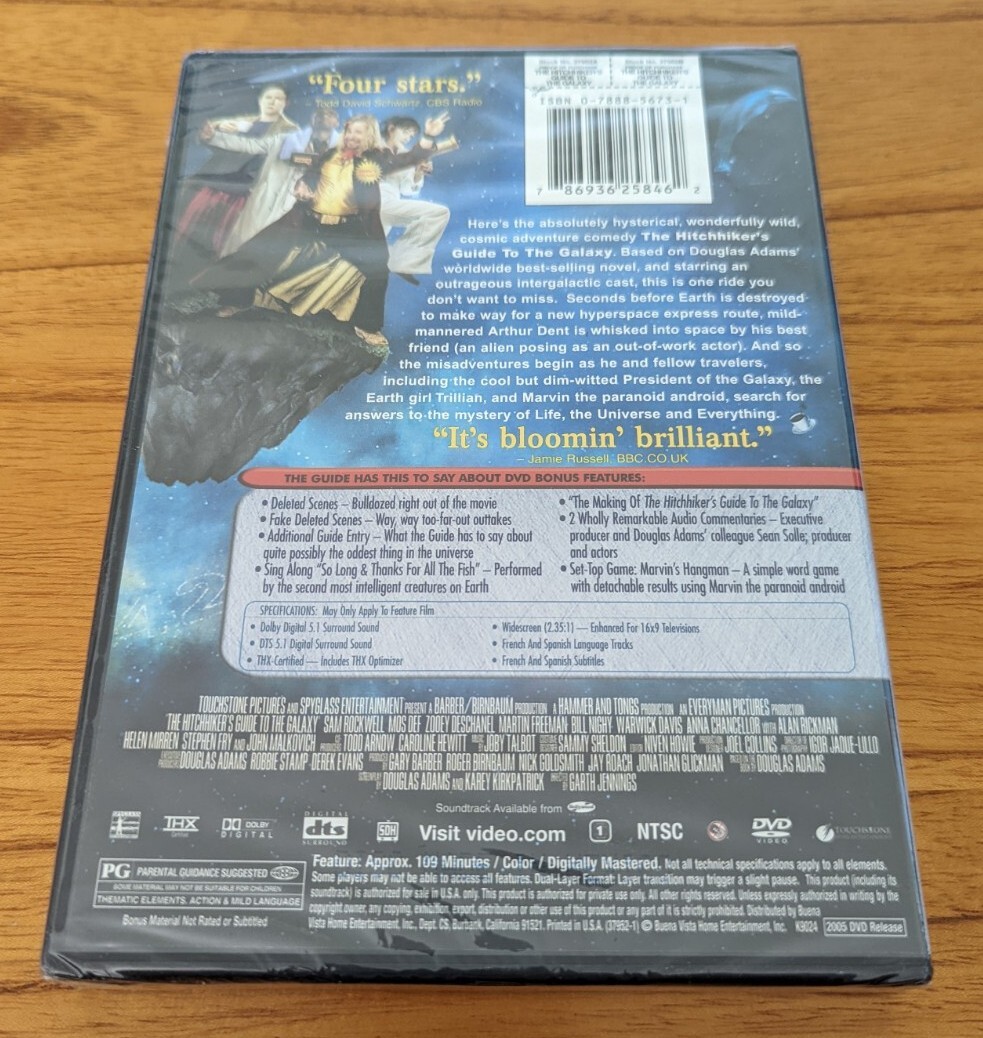 “Four stars.”
– Todd David Schwartz, CBS Radio
THE HITCHHIKER'S THE HITCHHIKER'S
GUIDE TO GUIDE TO
THE GALAXY THE GALAXY
ISBN 0-7888-5673-1
7 86936 25846 2
Here's the absolutely hysterical, wonderfully wild,
cosmic adventure comedy The Hitchhiker's
Guide To The Galaxy. Based on Douglas Adams'
worldwide best-selling novel, and starring an
outrageous intergalactic cast, this is one ride you
don't want to miss. Seconds before Earth is destroyed
to make way for a new hyperspace express route, mild-
mannered Arthur Dent is whisked into space by his best
friend (an alien posing as an out-of-work actor). And so
the misadventures begin as he and fellow travelers,
including the cool but dim-witted President of the Galaxy, the
Earth girl Trillian, and Marvin the paranoid android, search for
answers to the mystery of Life, the Universe and Everything.
“It's bloomin' brilliant.”
– Jamie Russell, BBC.CO.UK
THE GUIDE HAS THIS TO SAY ABOUT DVD BONUS FEATURES:
• Deleted Scenes – Bulldozed right out of the movie
• Fake Deleted Scenes – Way, way too-far-out outtakes
• Additional Guide Entry – What the Guide has to say about
quite possibly the oddest thing in the universe
• Sing Along “So Long & Thanks For All The Fish” – Performed
by the second most intelligent creatures on Earth
• “The Making Of The Hitchhiker's Guide To The Galaxy”
• 2 Wholly Remarkable Audio Commentaries – Executive
producer and Douglas Adams' colleague Sean Solle; producer
and actors
• Set-Top Game: Marvin's Hangman – A simple word game
with detachable results using Marvin the paranoid android
SPECIFICATIONS: May Only Apply To Feature Film
• Dolby Digital 5.1 Surround Sound
• DTS 5.1 Digital Surround Sound
• THX-Certified — Includes THX Optimizer
• Widescreen (2.35:1) — Enhanced For 16x9 Televisions
• French And Spanish Language Tracks
• French And Spanish Subtitles
TOUCHSTONE PICTURES AND SPYGLASS ENTERTAINMENT PRESENT A BARBER/BIRNBAUM PRODUCTION A HAMMER AND TONGS PRODUCTION AN EVERYMAN PICTURES PRODUCTION
“THE HITCHHIKER'S GUIDE TO THE GALAXY” SAM ROCKWELL MOS DEF ZOOEY DESCHANEL MARTIN FREEMAN BILL NIGHY WARWICK DAVIS ANNA CHANCELLOR WITH ALAN RICKMAN
HELEN MIRREN STEPHEN FRY AND JOHN MALKOVICH TODD ARNOW CAROLINE HEWITT JOBY TALBOT SAMMY SHELDON NIVEN HOWIE JOEL COLLINS IGOR JADUE-LILLO
DOUGLAS ADAMS ROBBIE STAMP DEREK EVANS GARY BARBER ROGER BIRNBAUM NICK GOLDSMITH JAY ROACH JONATHAN GLICKMAN DOUGLAS ADAMS
DOUGLAS ADAMS AND KAREY KIRKPATRICK GARTH JENNINGS
Soundtrack Available from
THX DOLBY DIGITAL DIGITAL dts SURROUND SDH Visit video.com 1 NTSC DVD VIDEO TOUCHSTONE
PG PARENTAL GUIDANCE SUGGESTED
SOME MATERIAL MAY NOT BE SUITABLE FOR CHILDREN
THEMATIC ELEMENTS, ACTION & MILD LANGUAGE
Bonus Material Not Rated or Subtitled
Feature: Approx. 109 Minutes / Color / Digitally Mastered. Not all technical specifications apply to all elements.
Some players may not be able to access all features. Dual-Layer Format: Layer transition may trigger a slight pause. This product (including its
soundtrack) is authorized for sale in U.S.A. only. This product is authorized for private use only. All other rights reserved. Unless expressly authorized in writing by the
copyright owner, any copying, exhibition, export, distribution or other use of this product or any part of it is strictly prohibited. Distributed by Buena
Vista Home Entertainment, Inc., Dept. CS, Burbank, California 91521. Printed in U.S.A. (37952-1) © Buena Vista Home Entertainment, Inc. K9024 2005 DVD Release